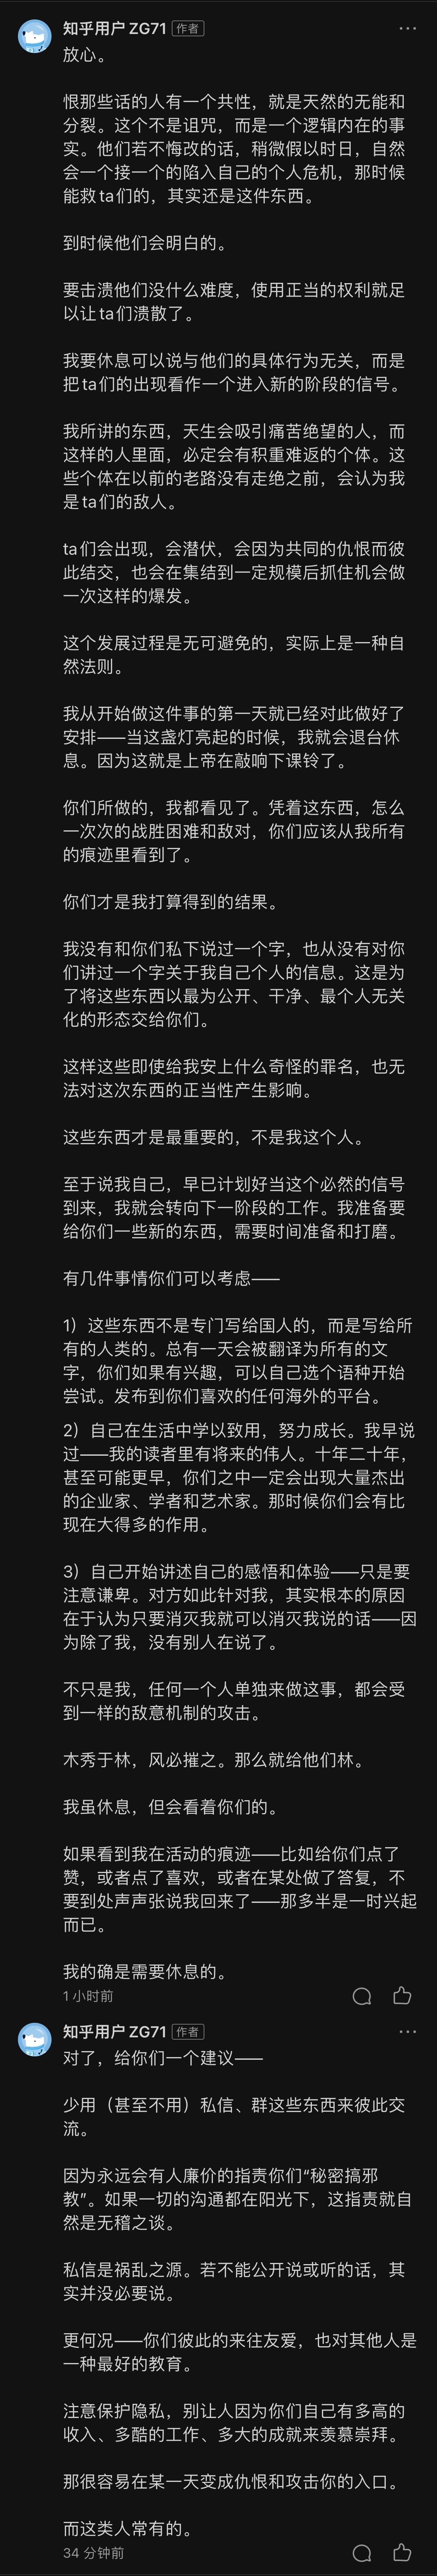 知乎用户 ZG71 作者
放心。
恨那些话的人有一个共性，就是天然的无能和
分裂。这个不是诅咒，而是一个逻辑内在的事
实。他们若不悔改的话，稍微假以时日，自然
会一个接一个的陷入自己的个人危机，那时候
能救ta们的，其实还是这件东西。
到时候他们会明白的。
要击溃他们没什么难度，使用正当的权利就足
以让ta们溃散了。
我要休息可以说与他们的具体行为无关，而是
把ta们的出现看作一个进入新的阶段的信号。
我所讲的东西，天生会吸引痛苦绝望的人，而
这样的人里面，必定会有积重难返的个体。这
些个体在以前的老路没有走绝之前，会认为我
是ta们的敌人。
ta们会出现，会潜伏，会因为共同的仇恨而彼
此结交，也会在集结到一定规模后抓住机会做
一次这样的爆发。
这个发展过程是无可避免的，实际上是一种自
然法则。
我从开始做这件事的第一天就已经对此做好了
安排——当这盏灯亮起的时候，我就会退台休
息。因为这就是上帝在敲响下课铃了。
你们所做的，我都看见了。凭着这东西，怎么
一次次的战胜困难和敌对，你们应该从我所有
的痕迹里看到了。
你们才是我打算得到的结果。
我没有和你们私下说过一个字，也从没有对你
们讲过一个字关于我自己个人的信息。这是为
了将这些东西以最为公开、干净、最个人无关
化的形态交给你们。
这样这些即使给我安上什么奇怪的罪名，也无
法对这次东西的正当性产生影响。
这些东西才是最重要的，不是我这个人。
至于说我自己，早已计划好当这个必然的信号
到来，我就会转向下一阶段的工作。我准备要
给你们一些新的东西，需要时间准备和打磨。
有几件事情你们可以考虑——
1）这些东西不是专门写给国人的，而是写给所
有的人类的。总有一天会被翻译为所有的文
字，你们如果有兴趣，可以自己选个语种开始
尝试。发布到你们喜欢的任何海外的平台。
2）自己在生活中学以致用，努力成长。我早说
过——我的读者里有将来的伟人。十年二十年，
甚至可能更早，你们之中一定会出现大量杰出
的企业家、学者和艺术家。那时候你们会有比
现在大得多的作用。
3）自己开始讲述自己的感悟和体验——只是要
注意谦卑。对方如此针对我，其实根本的原因
在于认为只要消灭我就可以消灭我说的话——因
为除了我，没有别人在说了。
不只是我，任何一个人单独来做这事，都会受
到一样的敌意机制的攻击。
木秀于林，风必摧之。那么就给他们林。
我虽休息，但会看着你们的。
如果看到我在活动的痕迹——比如给你们点了
赞，或者点了喜欢，或者在某处做了答复，不
要到处声声张说我回来了——那多半是一时兴起
而已。
我的确是需要休息的。
1 小时前
知乎用户 ZG71 作者
对了，给你们一个建议——
少用（甚至不用）私信、群这些东西来彼此交
流。
因为永远会有人廉价的指责你们“秘密搞邪
教”。如果一切的沟通都在阳光下，这指责就自
然是无稽之谈。
私信是祸乱之源。若不能公开说或听的话，其
实并没必要说。
更何况——你们彼此的来往友爱，也对其他人是
一种最好的教育。
注意保护隐私，别让人因为你们自己有多高的
收入、多酷的工作、多大的成就来羡慕崇拜。
那很容易在某一天变成仇恨和攻击你的入口。
而这类人常有的。
34 分钟前